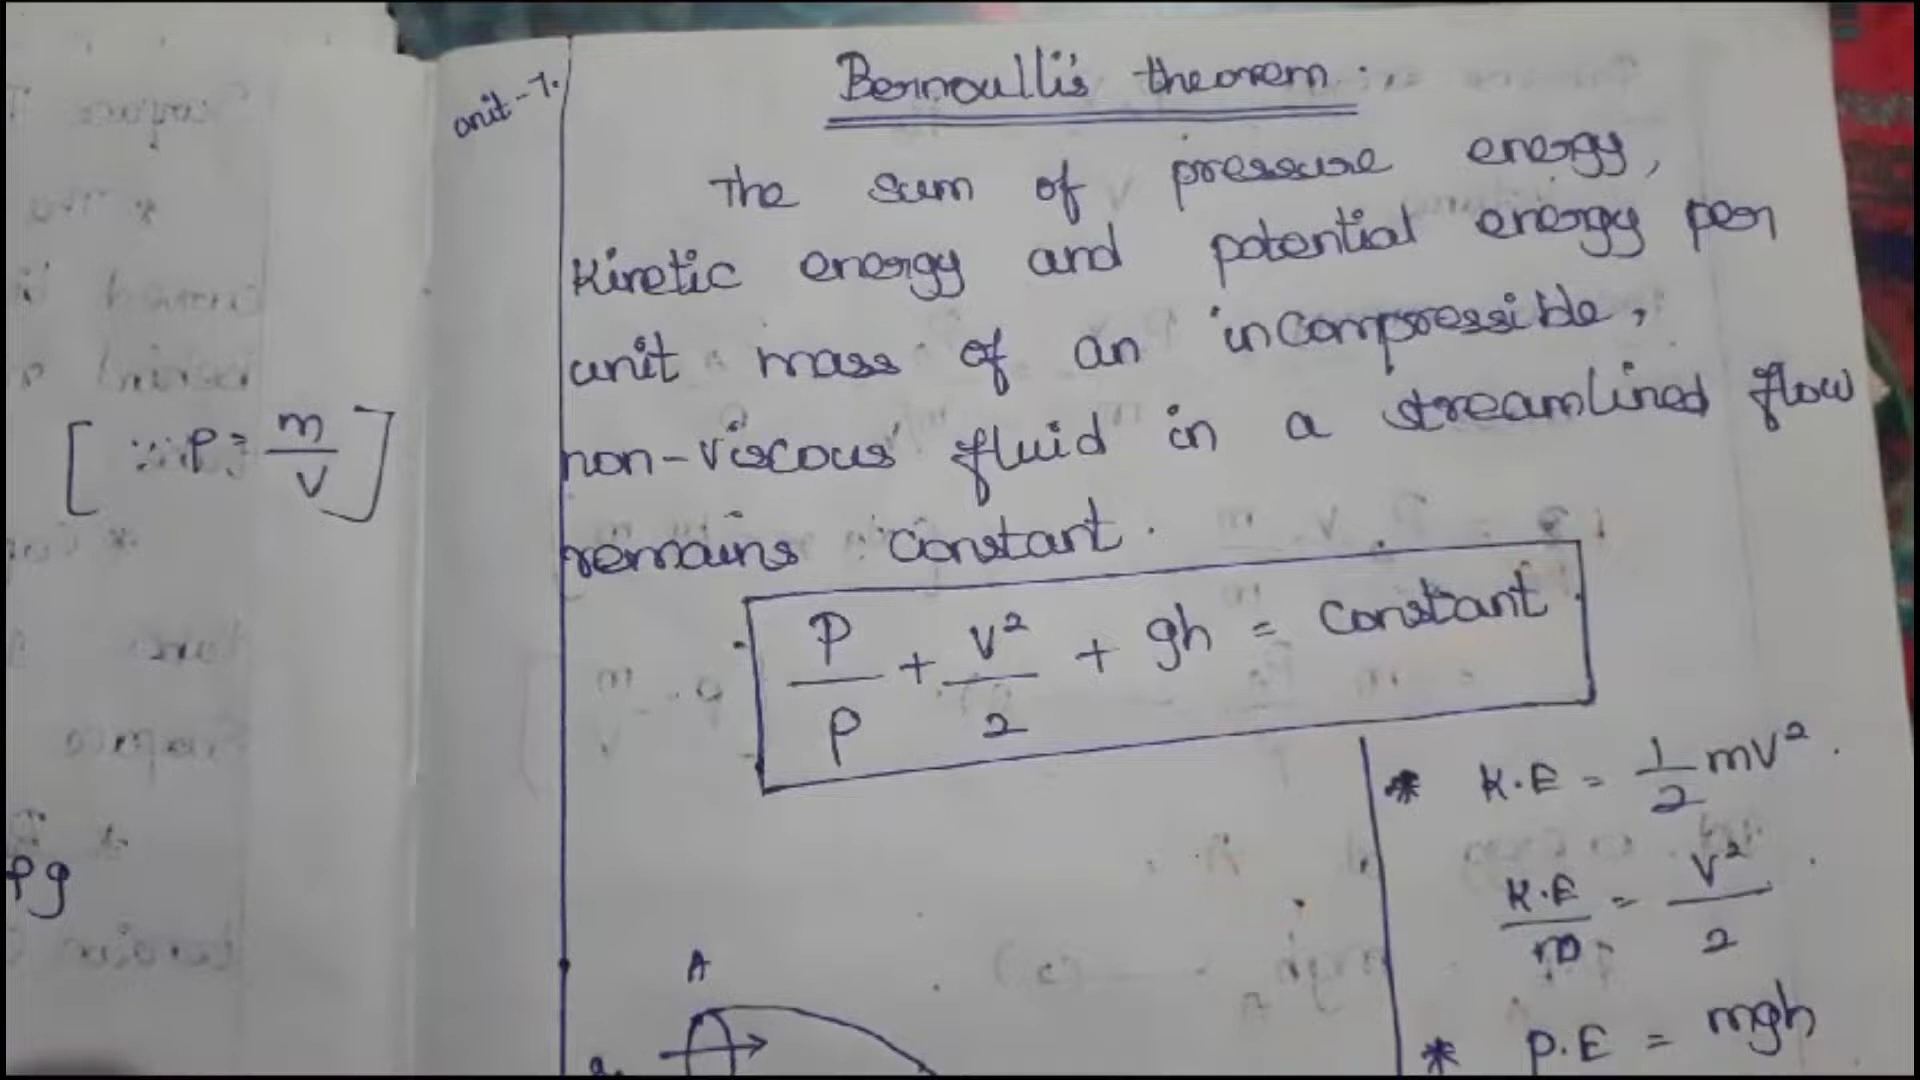 unit-7.
Bernoulli's theorem.
The sum of pressure energy,
Kinetic energy and potential energy per
unit mass of an incompressible,
non-viscous fluid in a streamlined flow
remains constant.
P/ρ + V²/2 + gh = Constant
[∵ ρ = m/V]
* K.E = 1/2 mV².
K.E/m = V²/2.
* P.E = mgh
ρg
A